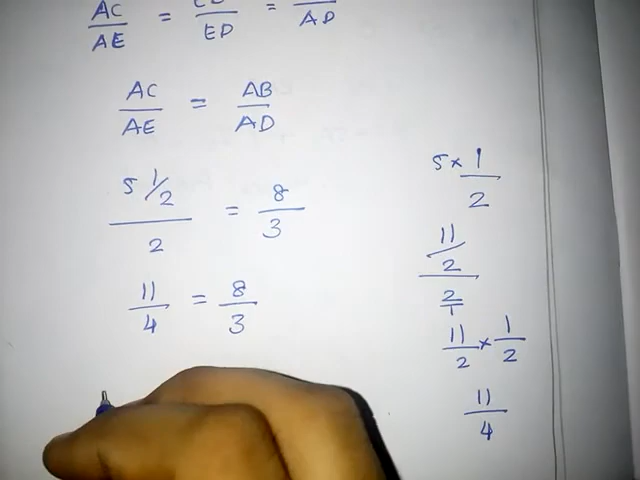 AC/AE = /ED = /AD
AC/AE = AB/AD
5 1/2 / 2 = 8/3
11/4 = 8/3
5 × 1/2
11/2 / 2/1
11/2 × 1/2
11/4